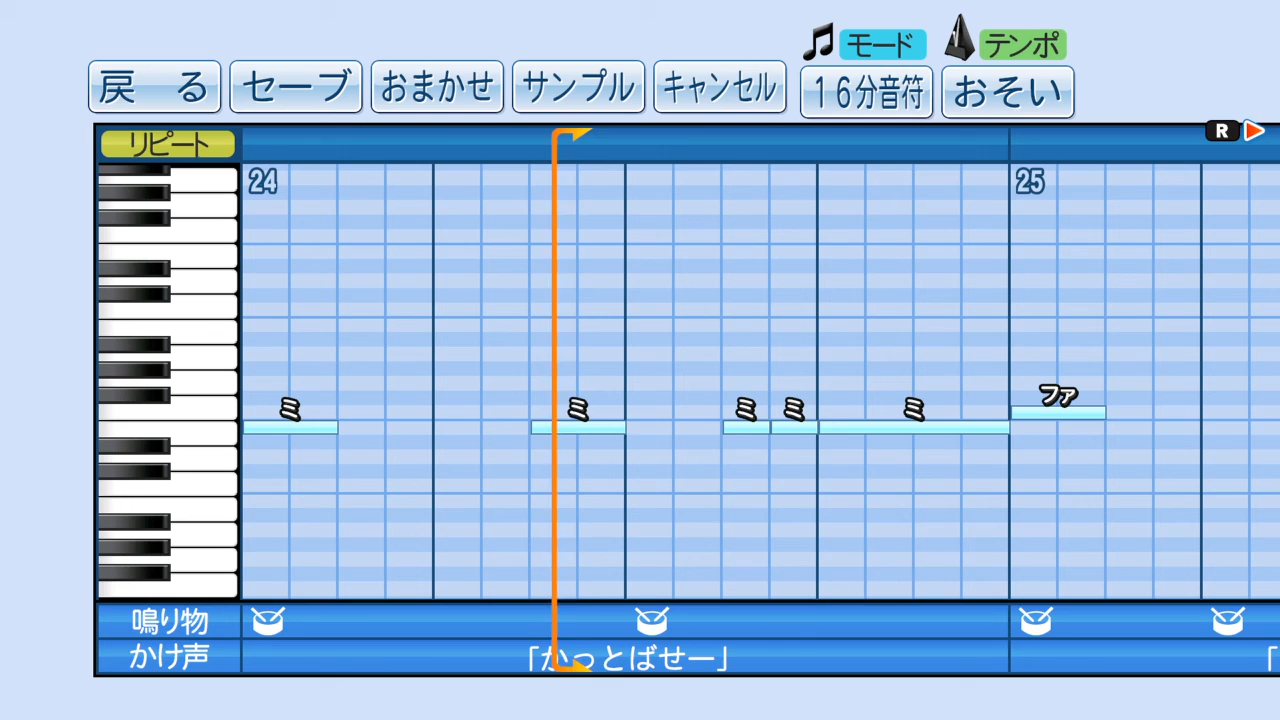 モード テンポ
戻る セーブ おまかせ サンプル キャンセル 16分音符 おそい
リピート R
24 25
ファ
ミ ミ ミ ミ ミ
鳴り物
かけ声 「かっとばせー」 「